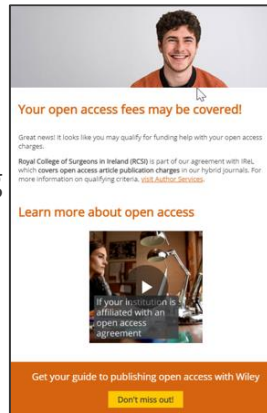 Your open access fees may be covered!
Great news! It looks like you may qualify for funding help with your open access
charges.
Royal College of Surgeons in Ireland (RCSI) is part of our agreement with IReL,
which covers open access article publication charges in our hybrid journals. For
more information on qualifying criteria, visit Author Services.
Learn more about open access
If your institution is
affiliated with an
open access
agreement
Get your guide to publishing open access with Wiley
Don't miss out!